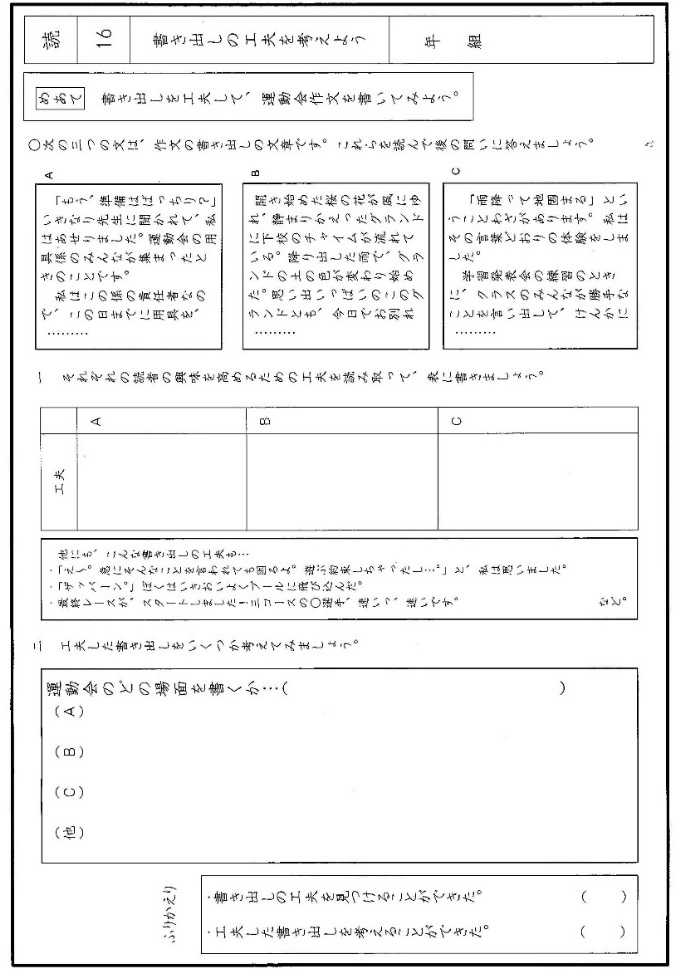 読 16 書き出しの工夫を考えよう 年 組
めあて 書き出しを工夫して、運動会作文を書いてみよう。
○次の三つの文は、作文の書き出しの文章です。これらを読んで後の問いに答えましょう。
A
「もう、準備はばっちり？」
いきなり先生に聞かれて、私
はあせりました。運動会の用
具係のみんなが集まったと
きのことです。
私はこの係の責任者なの
で、この日までに用具を、
………
B
開き始めた桜の花が風にゆ
れ、静まりかえったグランド
に下校のチャイムが流れて
いる。降り出した雨で、グラ
ンドの土の色が変わり始め
た。思い出いっぱいのこのグ
ランドとも、今日でお別れ
………
C
「雨降って地固まる」とい
うことわざがあります。私は
その言葉どおりの体験をしま
した。
学習発表会の練習のとき
に、クラスのみんなが勝手な
ことを言い出して、けんかに
………
一 それぞれの読者の興味を高めるための工夫を読み取って、表に書きましょう。
A B C
工夫
他にも、こんな書き出しの工夫も…
・「え～。急にそんなことを言われても困るよ。遊ぶ約束しちゃったし…。」と、私は思いました。
・「ザッパーン。」ぼくはいきおいよくプールに飛び込んだ。
・最終レースが、スタートしました！三コースの○選手、速いっ、速いです。 など。
二 工夫した書き出しをいくつか考えてみましょう。
運動会のどの場面を書くか…( )
(A)
(B)
(C)
(他)
ふりかえり
・書き出しの工夫を見つけることができた。 ( )
・工夫した書き出しを考えることができた。 ( )